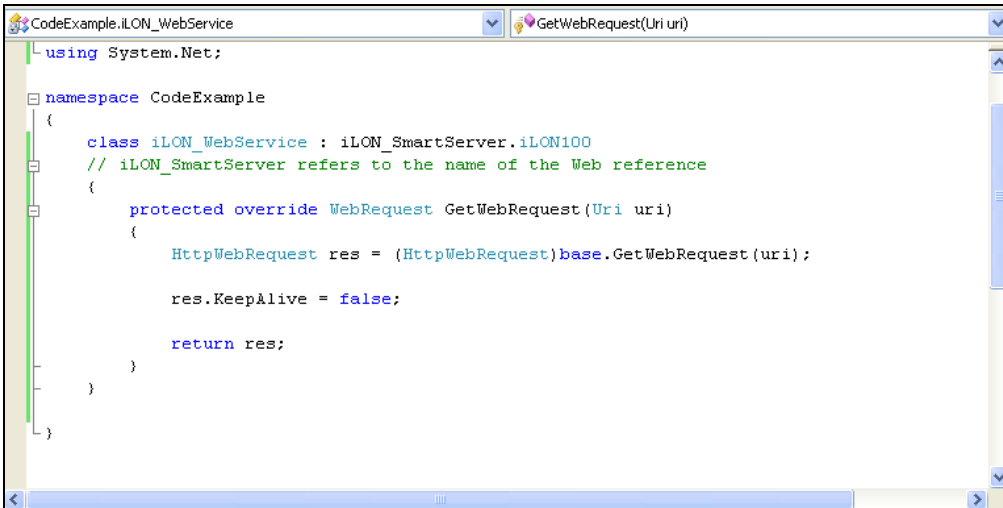 CodeExample.iLON_WebService
GetWebRequest(Uri uri)
using System.Net;
namespace CodeExample
{
class iLON_WebService : iLON_SmartServer.iLON100
// iLON_SmartServer refers to the name of the Web reference
{
protected override WebRequest GetWebRequest(Uri uri)
{
HttpWebRequest res = (HttpWebRequest)base.GetWebRequest(uri);
res.KeepAlive = false;
return res;
}
}
}